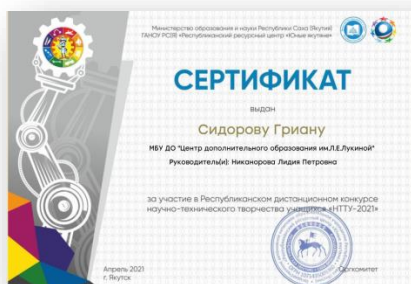 Министерство образования и науки Республики Саха (Якутия)
ГАНОУ РС(Я) «Республиканский ресурсный центр «Юные якутяне»
СЕРТИФИКАТ
выдан
Сидорову Гриану
МБУ ДО "Центр дополнительного образования им.Л.Е.Лукиной"
Руководитель(и): Никанорова Лидия Петровна
за участие в Республиканском дистанционном конкурсе
научно-технического творчества учащихся «НТТУ-2021»
Апрель 2021
г. Якутск
Оргкомитет